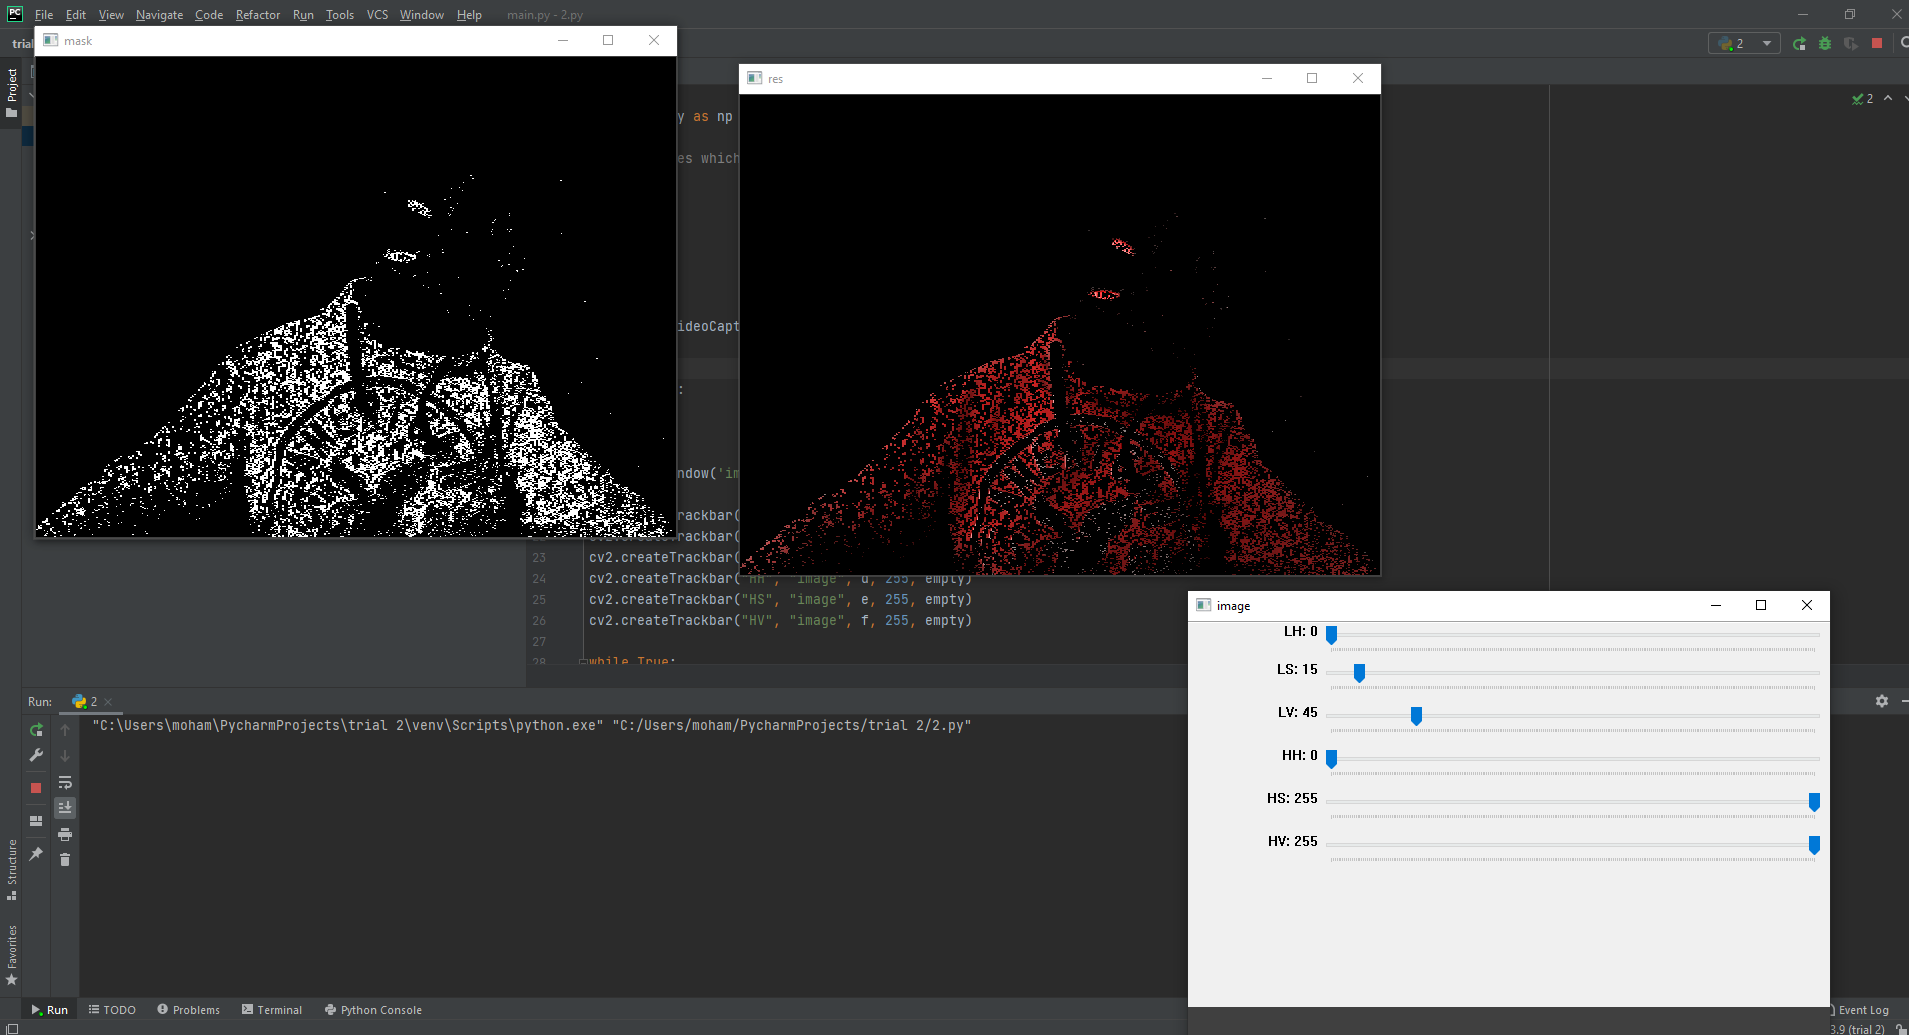 PC File Edit View Navigate Code Refactor Run Tools VCS Window Help main.py - 2.py
mask
trial
2
res
Project
2
y as np
es which
ideoCapt
:
ndow('im
rackbar(
cv2.createTrackbar(
23 cv2.createTrackbar(
24 cv2.createTrackbar("HH", "image", d, 255, empty)
25 cv2.createTrackbar("HS", "image", e, 255, empty)
26 cv2.createTrackbar("HV", "image", f, 255, empty)
27
28 while True:
image
LH: 0
LS: 15
LV: 45
HH: 0
HS: 255
HV: 255
Run: 2
"C:\Users\moham\PycharmProjects\trial 2\venv\Scripts\python.exe" "C:/Users/moham/PycharmProjects/trial 2/2.py"
Structure
Favorites
Run TODO Problems Terminal Python Console Event Log
3.9 (trial 2)